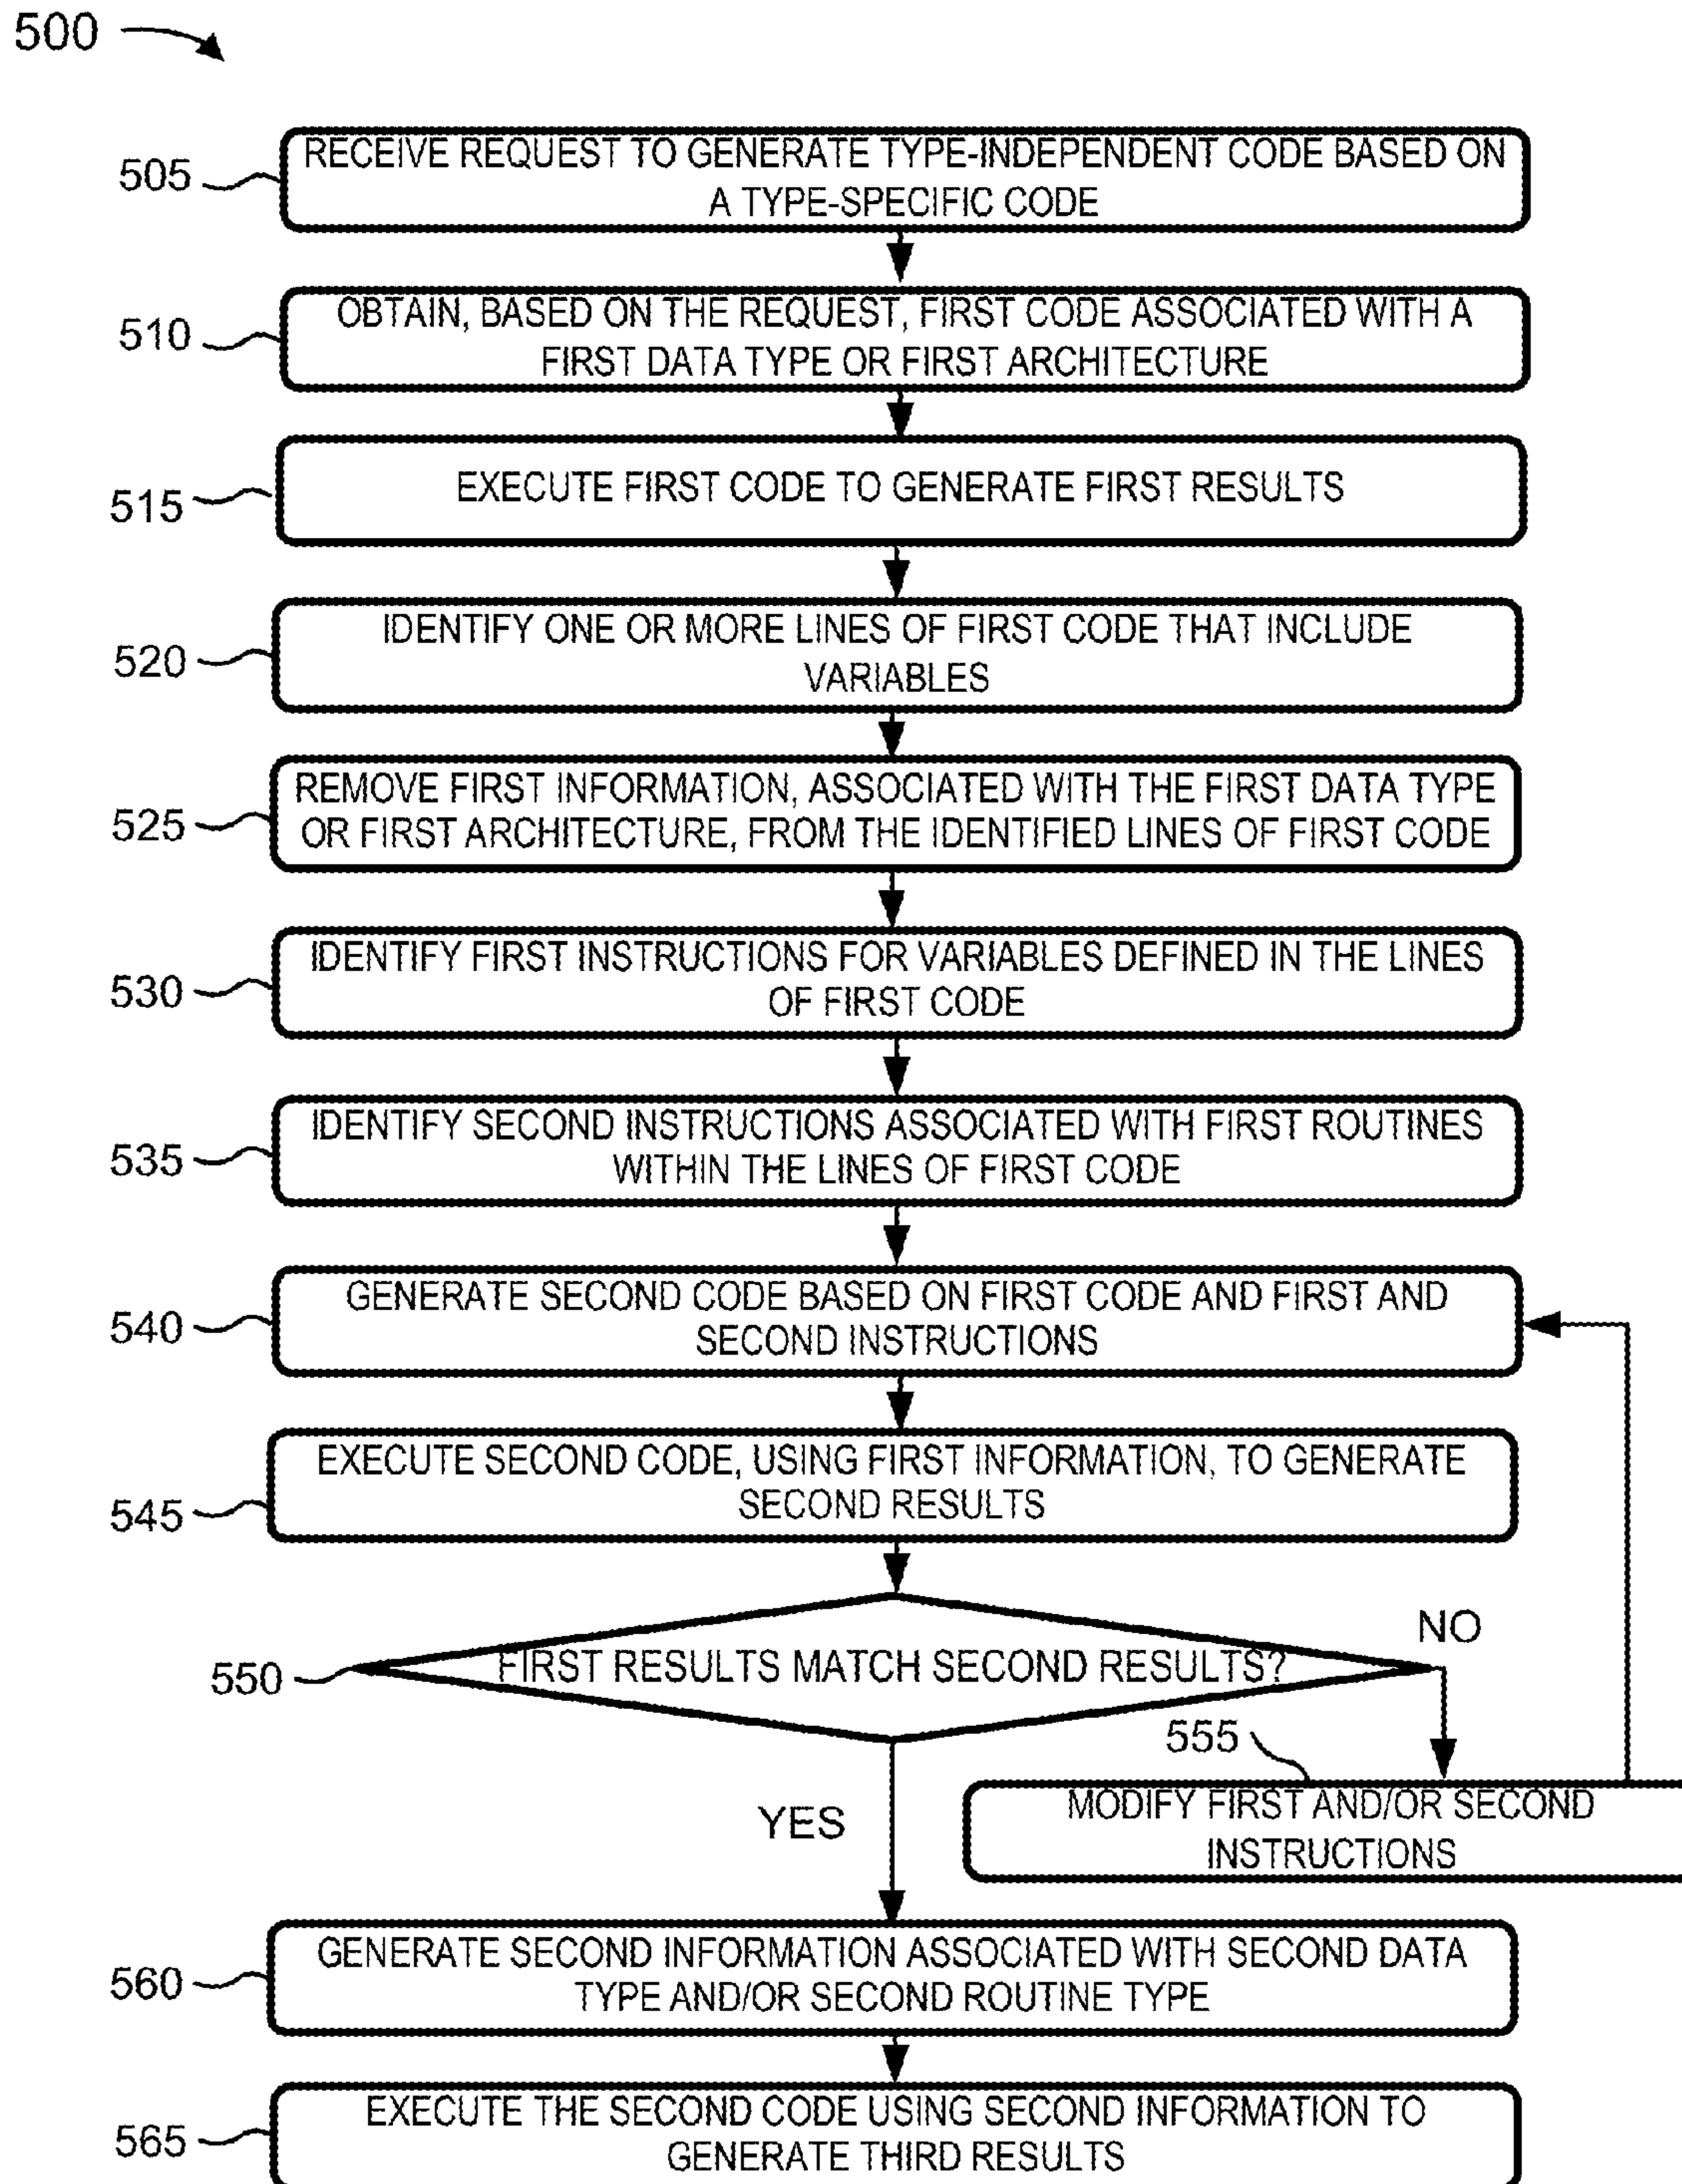 500
505
RECEIVE REQUEST TO GENERATE TYPE-INDEPENDENT CODE BASED ON
A TYPE-SPECIFIC CODE
510
OBTAIN, BASED ON THE REQUEST, FIRST CODE ASSOCIATED WITH A
FIRST DATA TYPE OR FIRST ARCHITECTURE
515
EXECUTE FIRST CODE TO GENERATE FIRST RESULTS
520
IDENTIFY ONE OR MORE LINES OF FIRST CODE THAT INCLUDE
VARIABLES
525
REMOVE FIRST INFORMATION, ASSOCIATED WITH THE FIRST DATA TYPE
OR FIRST ARCHITECTURE, FROM THE IDENTIFIED LINES OF FIRST CODE
530
IDENTIFY FIRST INSTRUCTIONS FOR VARIABLES DEFINED IN THE LINES
OF FIRST CODE
535
IDENTIFY SECOND INSTRUCTIONS ASSOCIATED WITH FIRST ROUTINES
WITHIN THE LINES OF FIRST CODE
540
GENERATE SECOND CODE BASED ON FIRST CODE AND FIRST AND
SECOND INSTRUCTIONS
545
EXECUTE SECOND CODE, USING FIRST INFORMATION, TO GENERATE
SECOND RESULTS
550
FIRST RESULTS MATCH SECOND RESULTS?
NO
555
MODIFY FIRST AND/OR SECOND
INSTRUCTIONS
YES
560
GENERATE SECOND INFORMATION ASSOCIATED WITH SECOND DATA
TYPE AND/OR SECOND ROUTINE TYPE
565
EXECUTE THE SECOND CODE USING SECOND INFORMATION TO
GENERATE THIRD RESULTS